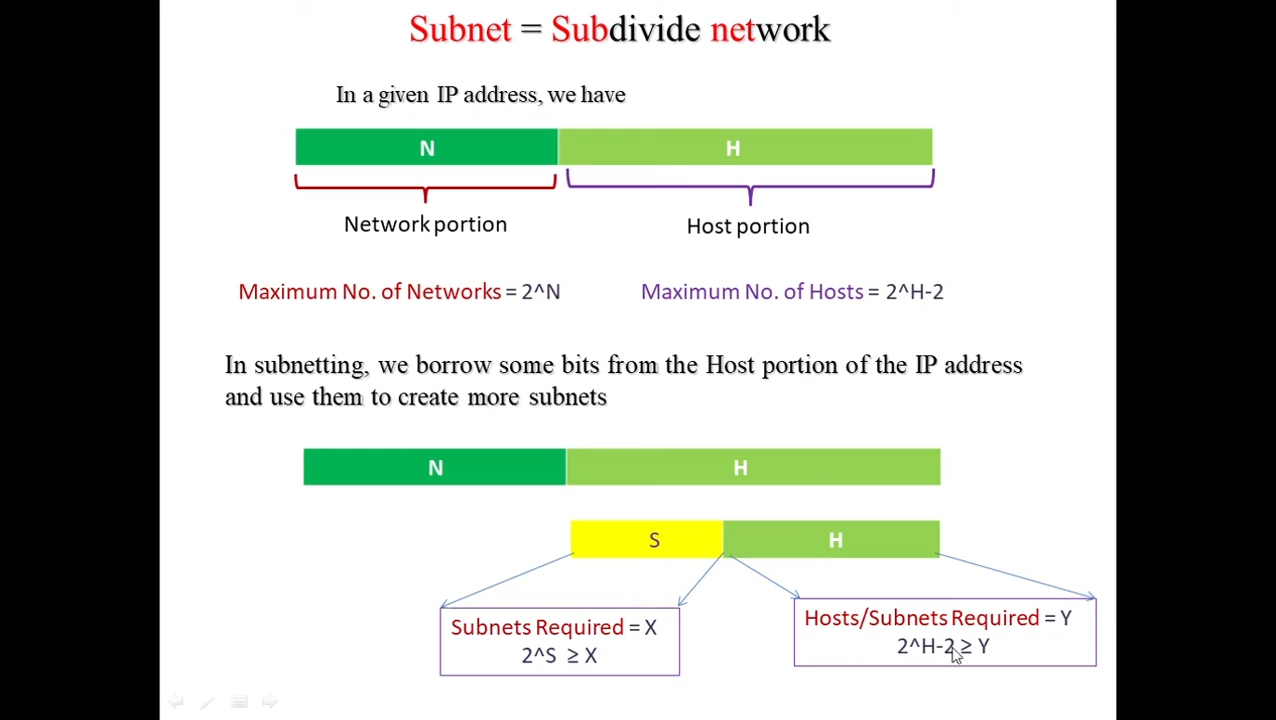 Subnet = Subdivide network
In a given IP address, we have
N H
Network portion Host portion
Maximum No. of Networks = 2^N Maximum No. of Hosts = 2^H-2
In subnetting, we borrow some bits from the Host portion of the IP address
and use them to create more subnets
N H
S H
Subnets Required = X
2^S ≥ X
Hosts/Subnets Required = Y
2^H-2 ≥ Y